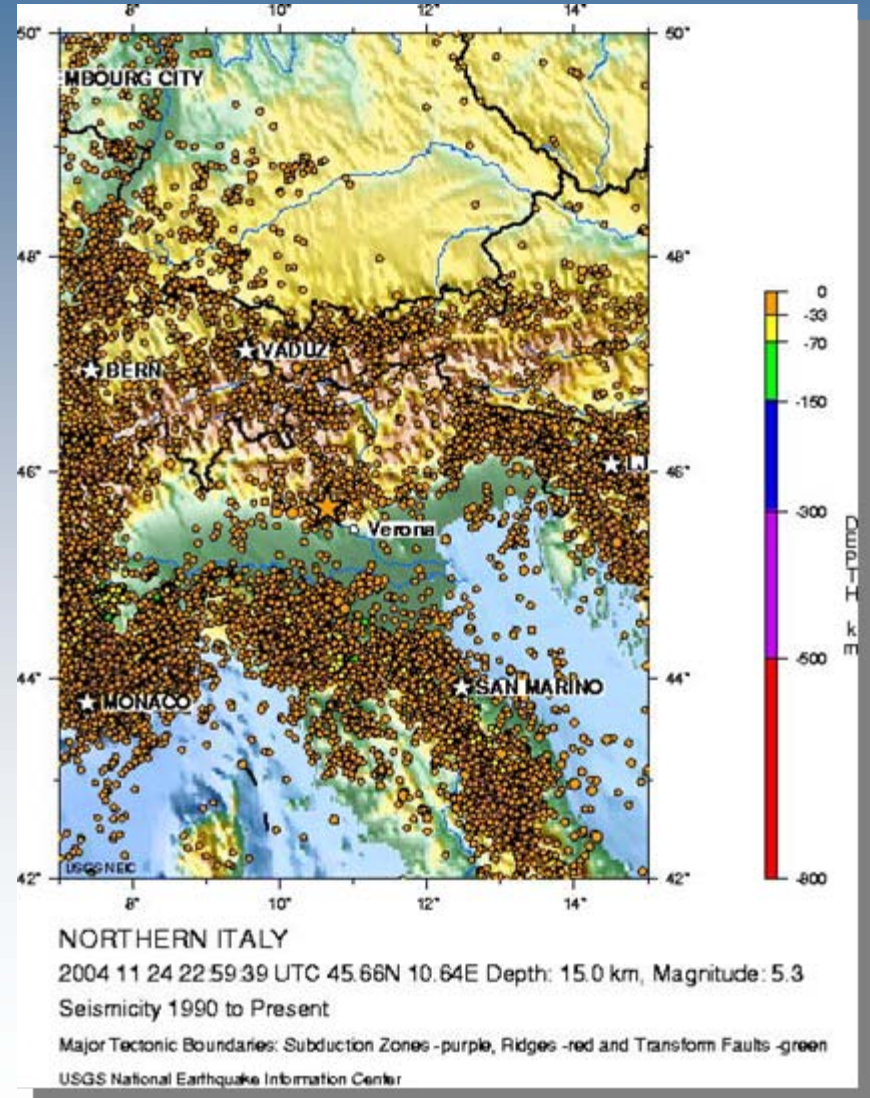 8° 10° 12° 14°
50° 50°
MBOURG CITY
48° 48°
VADUZ
BERN
46° 46°
LJ
Verona
44° 44°
SAN MARINO
MONACO
USGS NEIC
42° 42°
8° 10° 12° 14°
0
-33
-70
-150
-300
-500
-800
DEPTH km
NORTHERN ITALY
2004 11 24 22:59:39 UTC 45.66N 10.64E Depth: 15.0 km, Magnitude: 5.3
Seismicity 1990 to Present
Major Tectonic Boundaries: Subduction Zones -purple, Ridges -red and Transform Faults -green
USGS National Earthquake Information Center